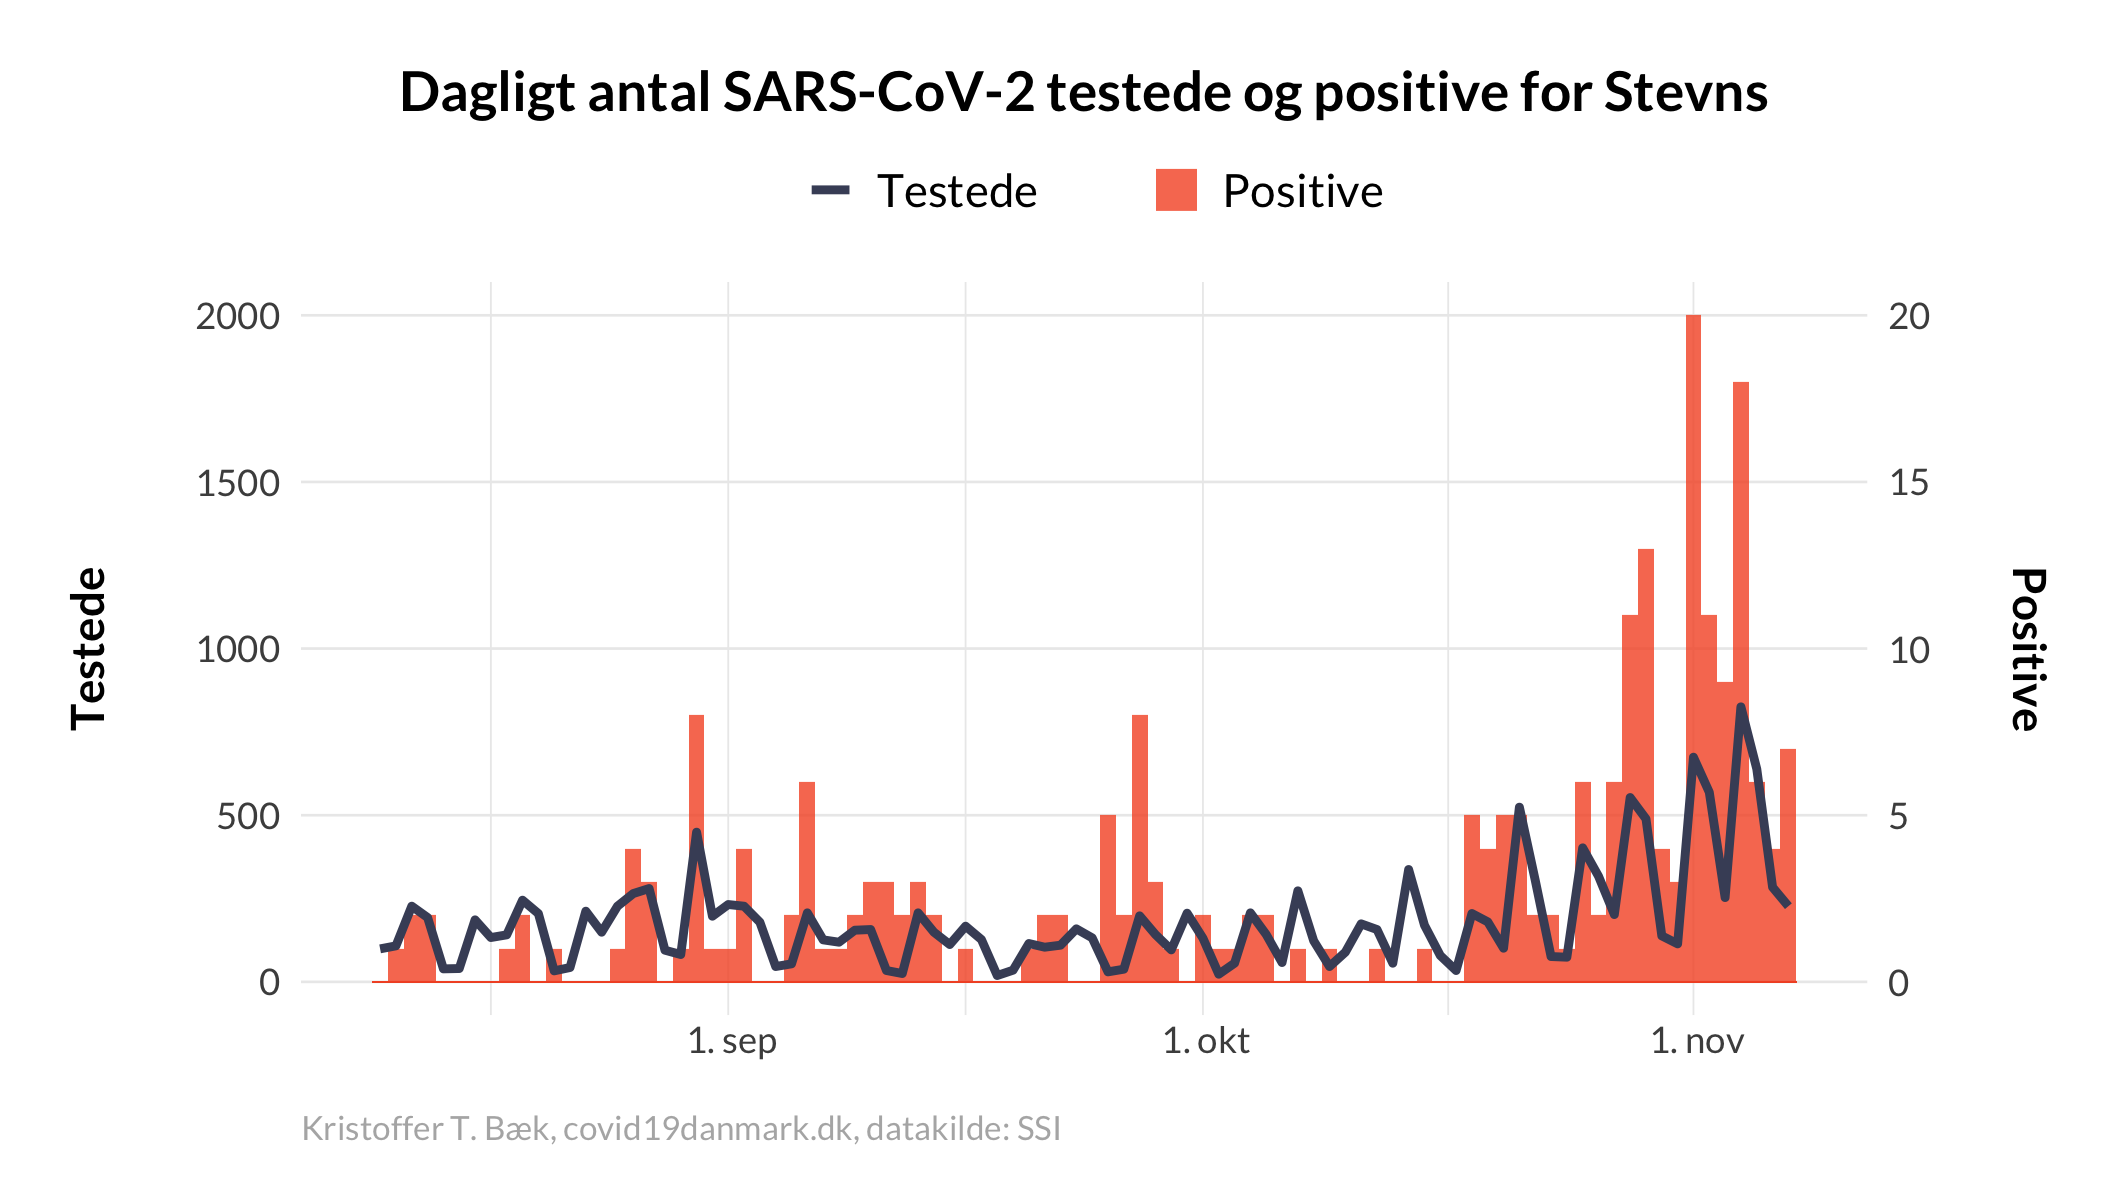 Dagligt antal SARS-CoV-2 testede og positive for Stevns
Testede
Positive
2000
1500
1000
500
0
20
15
10
5
0
Testede
Positive
1. sep
1. okt
1. nov
Kristoffer T. Bæk, covid19danmark.dk, datakilde: SSI